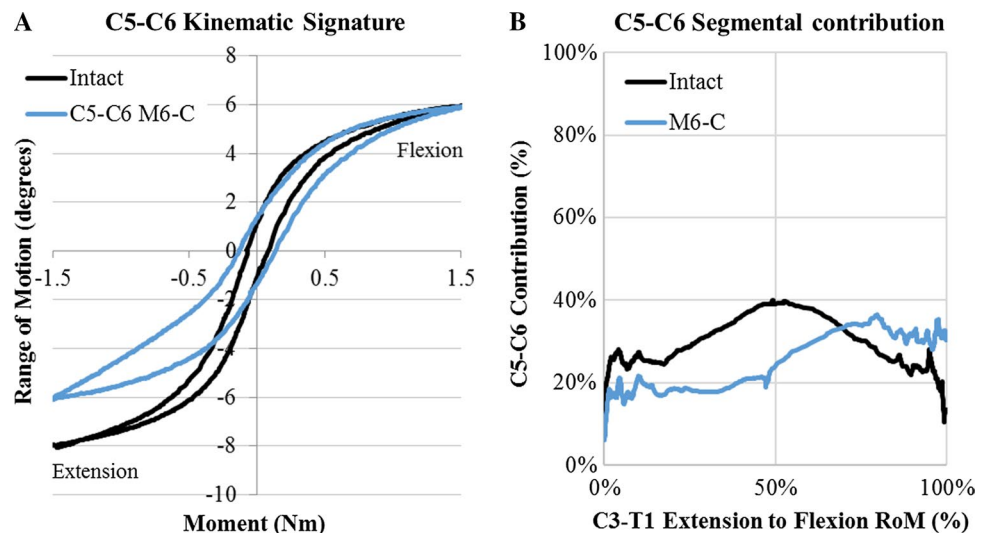 A C5-C6 Kinematic Signature
Range of Motion (degrees)
8
6
4
2
0
-2
-4
-6
-8
-10
-1.5 -0.5 0.5 1.5
Intact
C5-C6 M6-C
Flexion
Extension
Moment (Nm)
B C5-C6 Segmental contribution
C5-C6 Contribution (%)
100%
80%
60%
40%
20%
0%
Intact
M6-C
0% 50% 100%
C3-T1 Extension to Flexion RoM (%)